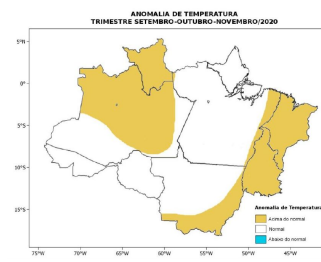 ANOMALIA DE TEMPERATURA
TRIMESTRE SETEMBRO-OUTUBRO-NOVEMBRO/2020
5°N
0°
5°S
10°S
15°S
75°W
70°W
65°W
60°W
55°W
50°W
45°W
Anomalia de Temperatura
Acima do normal
Normal
Abaixo do normal